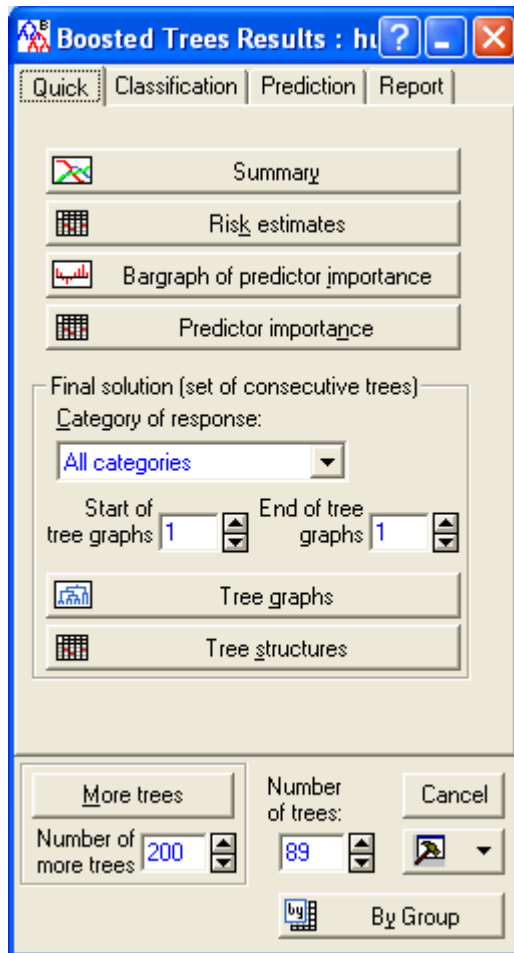 Boosted Trees Results : hu
Quick Classification Prediction Report
Summary
Risk estimates
Bargraph of predictor importance
Predictor importance
Final solution (set of consecutive trees)
Category of response:
All categories
Start of
tree graphs 1
End of tree
graphs 1
Tree graphs
Tree structures
More trees
Number of
more trees 200
Number
of trees:
89
Cancel
By Group